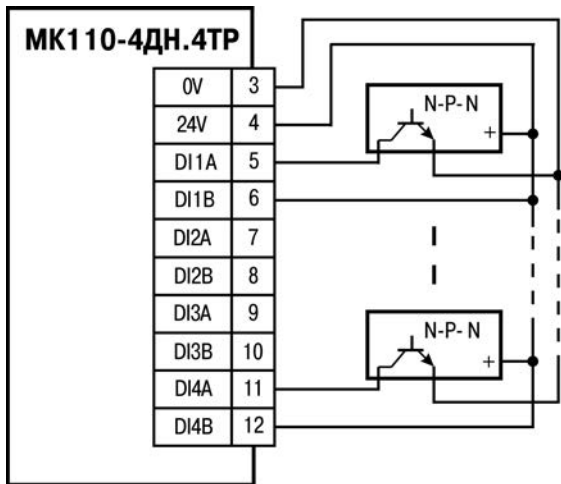 МК110-4ДН.4ТР
0V 3
24V 4
DI1A 5
DI1B 6
DI2A 7
DI2B 8
DI3A 9
DI3B 10
DI4A 11
DI4B 12
N-P-N
+
N-P-N
+